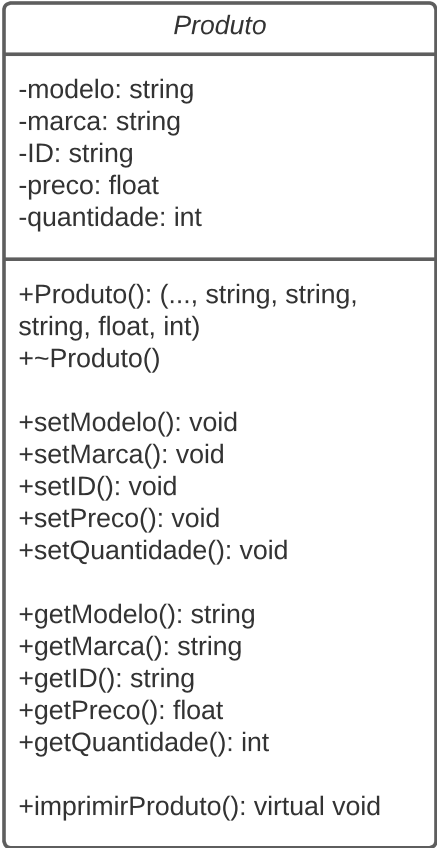 Produto
-modelo: string
-marca: string
-ID: string
-preco: float
-quantidade: int
+Produto(): (..., string, string,
string, float, int)
+~Produto()
+setModelo(): void
+setMarca(): void
+setID(): void
+setPreco(): void
+setQuantidade(): void
+getModelo(): string
+getMarca(): string
+getID(): string
+getPreco(): float
+getQuantidade(): int
+imprimirProduto(): virtual void